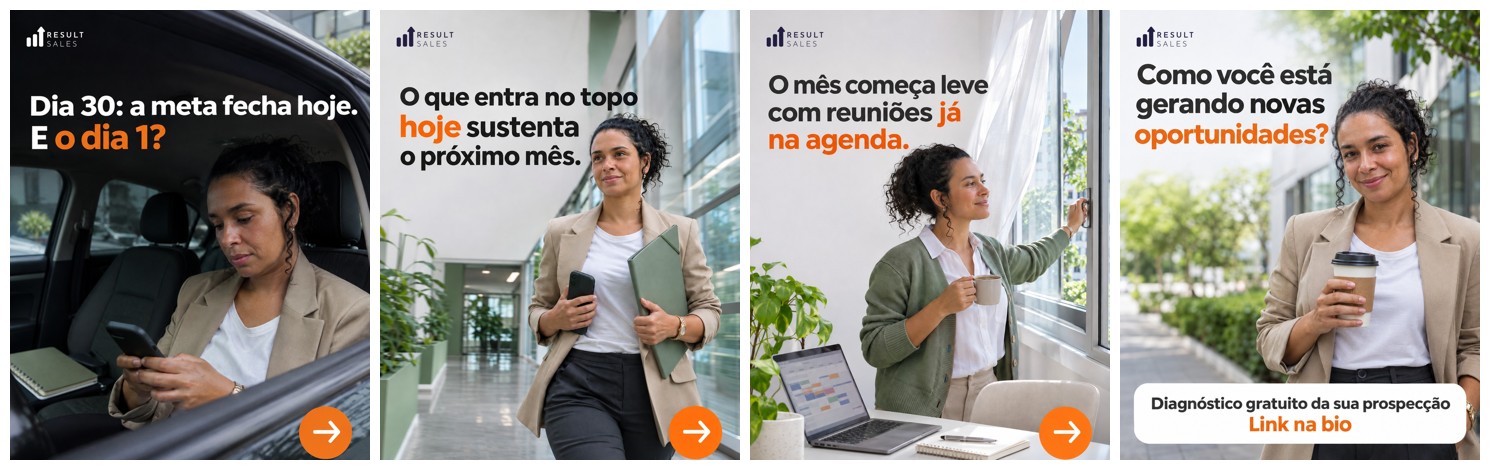 RESULT
SALES
Dia 30: a meta fecha hoje.
E o dia 1?
RESULT
SALES
O que entra no topo
hoje sustenta
o próximo mês.
RESULT
SALES
O mês começa leve
com reuniões já
na agenda.
RESULT
SALES
Como você está
gerando novas
oportunidades?
Diagnóstico gratuito da sua prospecção
Link na bio